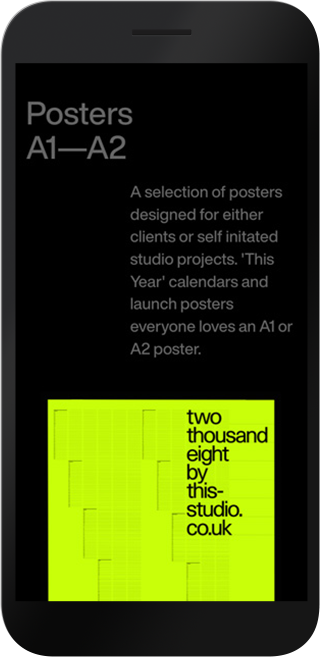 Posters
A1—A2
A selection of posters
designed for either
clients or self initated
studio projects. 'This
Year' calendars and
launch posters
everyone loves an A1 or
A2 poster.
two
thousand
eight
by
this-
studio.
co.uk